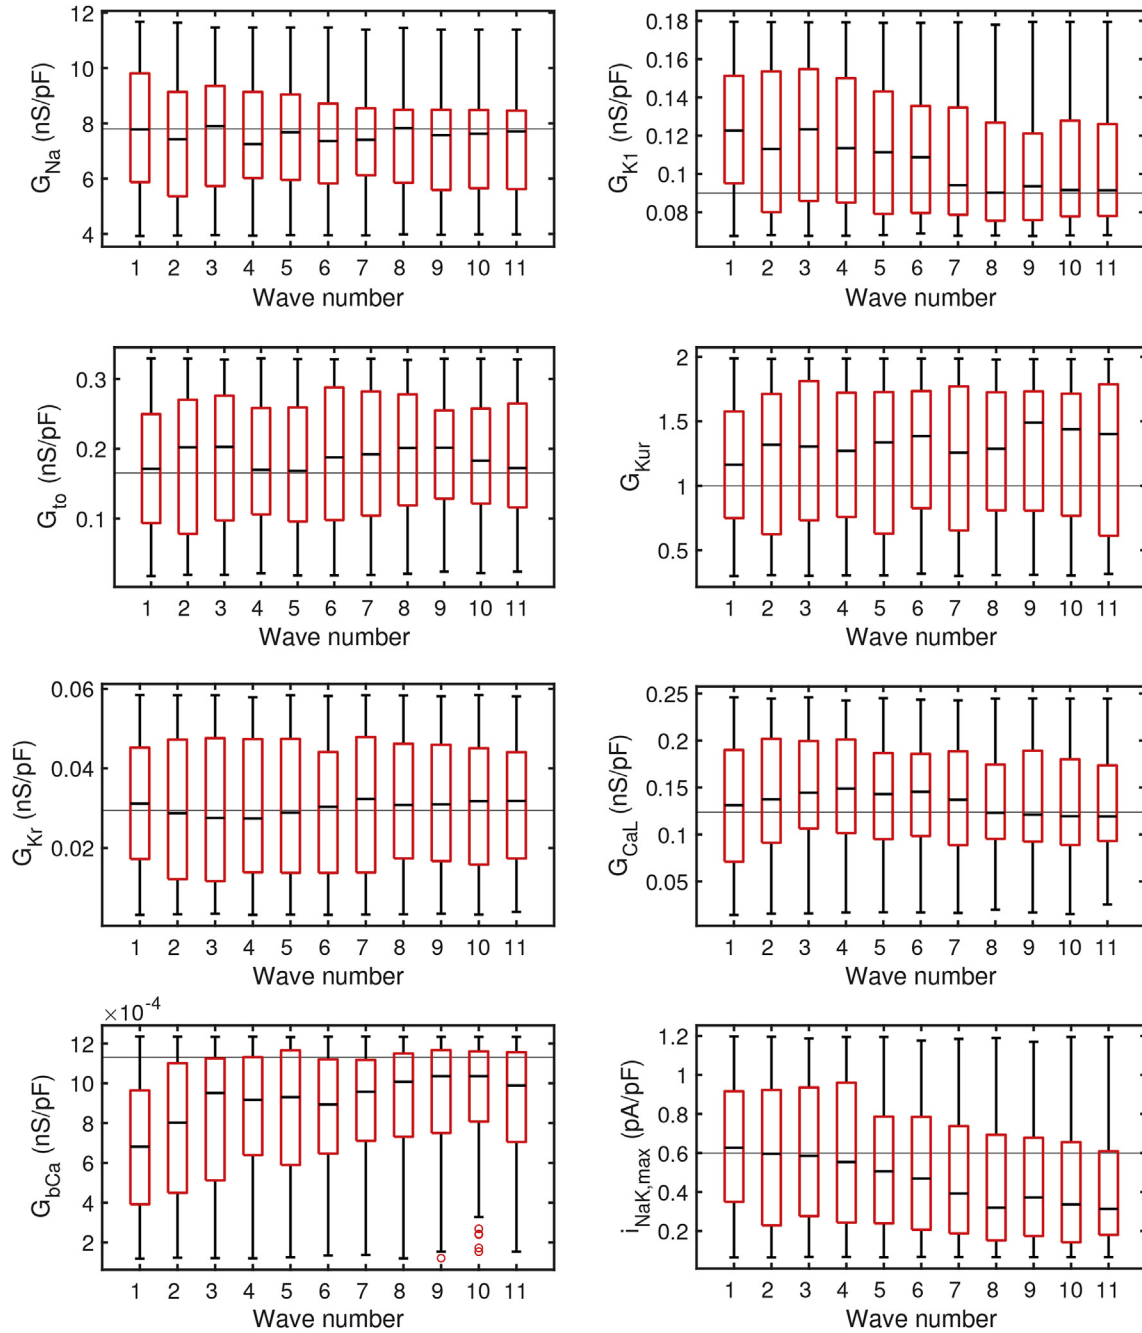 12
10
8
6
4
G_Na (nS/pF)
1 2 3 4 5 6 7 8 9 10 11
Wave number
0.18
0.16
0.14
0.12
0.1
0.08
G_K1 (nS/pF)
1 2 3 4 5 6 7 8 9 10 11
Wave number
0.3
0.2
0.1
G_to (nS/pF)
1 2 3 4 5 6 7 8 9 10 11
Wave number
2
1.5
1
0.5
G_Kur
1 2 3 4 5 6 7 8 9 10 11
Wave number
0.06
0.04
0.02
G_Kr (nS/pF)
1 2 3 4 5 6 7 8 9 10 11
Wave number
0.25
0.2
0.15
0.1
0.05
G_CaL (nS/pF)
1 2 3 4 5 6 7 8 9 10 11
Wave number
×10^-4
12
10
8
6
4
2
G_bCa (nS/pF)
1 2 3 4 5 6 7 8 9 10 11
Wave number
1.2
1
0.8
0.6
0.4
0.2
i_NaK,max (pA/pF)
1 2 3 4 5 6 7 8 9 10 11
Wave number